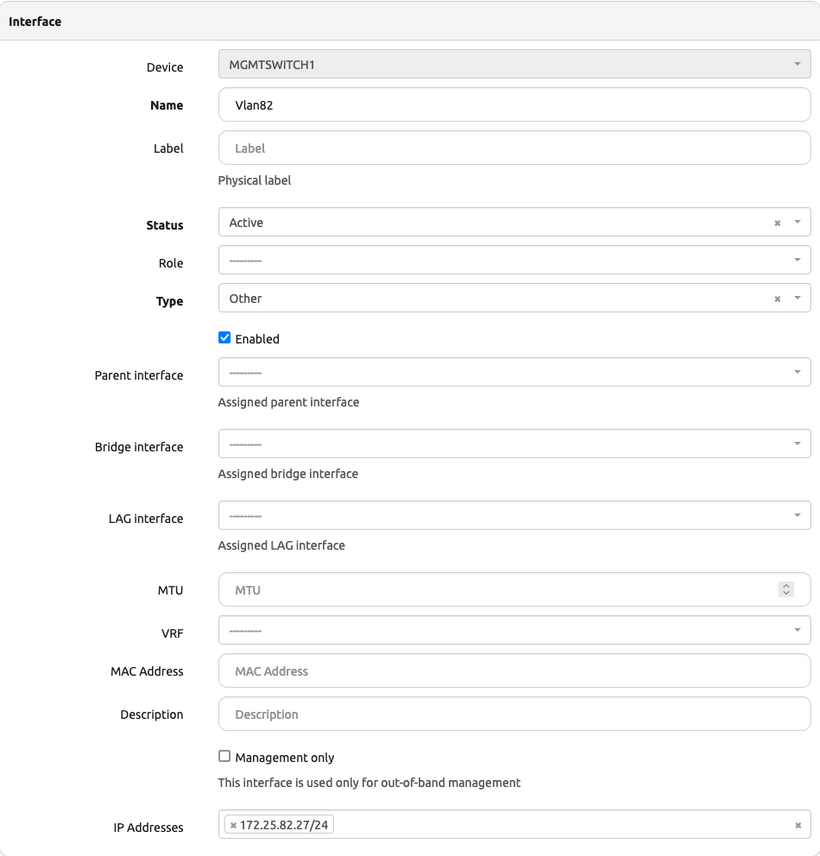 Interface
Device MGMTSWITCH1
Name Vlan82
Label Label
Physical label
Status Active × 
Role ---------
Type Other ×
Enabled
Parent interface ---------
Assigned parent interface
Bridge interface ---------
Assigned bridge interface
LAG interface ---------
Assigned LAG interface
MTU MTU
VRF ---------
MAC Address MAC Address
Description Description
Management only
This interface is used only for out-of-band management
IP Addresses × 172.25.82.27/24 ×